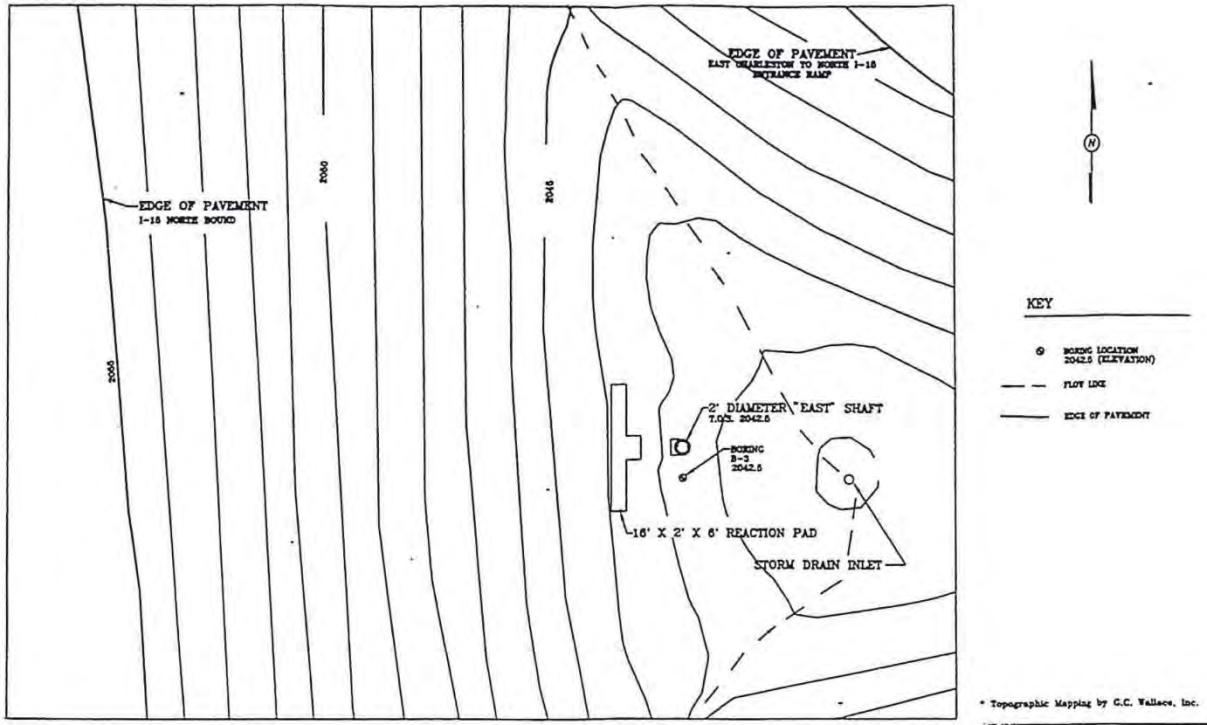 EDGE OF PAVEMENT
EAST CHARLESTON TO NORTH I-15
ENTRANCE RAMP
2050
2045
EDGE OF PAVEMENT
I-15 NORTH BOUND
2055
2' DIAMETER "EAST" SHAFT
T.O.S. 2042.5
BORING
B-3
2042.5
16' X 2' X 6' REACTION PAD
STORM DRAIN INLET
N
KEY
BORING LOCATION
2042.5 (ELEVATION)
FLOW LINE
EDGE OF PAVEMENT
* Topographic Mapping by G.C. Wallace, Inc.